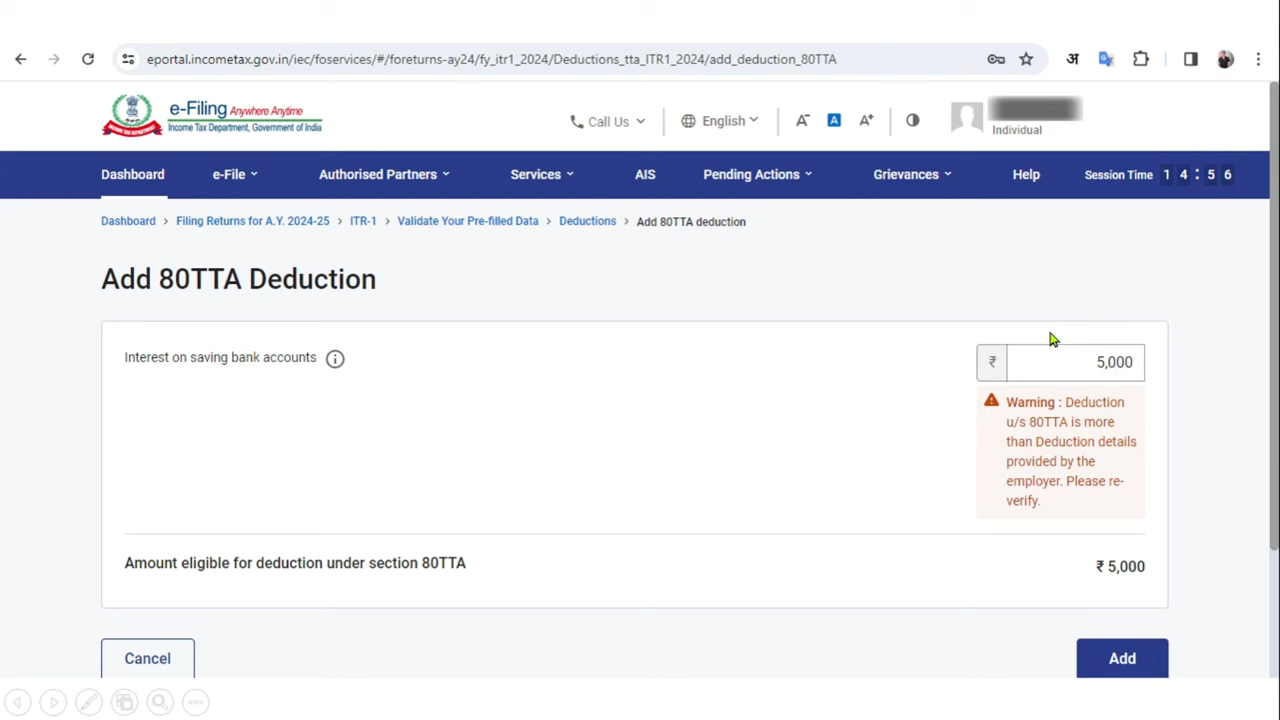 eportal.incometax.gov.in/iec/foservices/#/foreturns-ay24/fy_itr1_2024/Deductions_tta_ITR1_2024/add_deduction_80TTA
अ
e-Filing Anywhere Anytime
Income Tax Department, Government of India
Call Us
English
A-
A
A+
Individual
Dashboard
e-File
Authorised Partners
Services
AIS
Pending Actions
Grievances
Help
Session Time 1 4 : 5 6
Dashboard > Filing Returns for A.Y. 2024-25 > ITR-1 > Validate Your Pre-filled Data > Deductions > Add 80TTA deduction
Add 80TTA Deduction
Interest on saving bank accounts
₹ 5,000
Warning : Deduction
u/s 80TTA is more
than Deduction details
provided by the
employer. Please re-
verify.
Amount eligible for deduction under section 80TTA
₹ 5,000
Cancel
Add